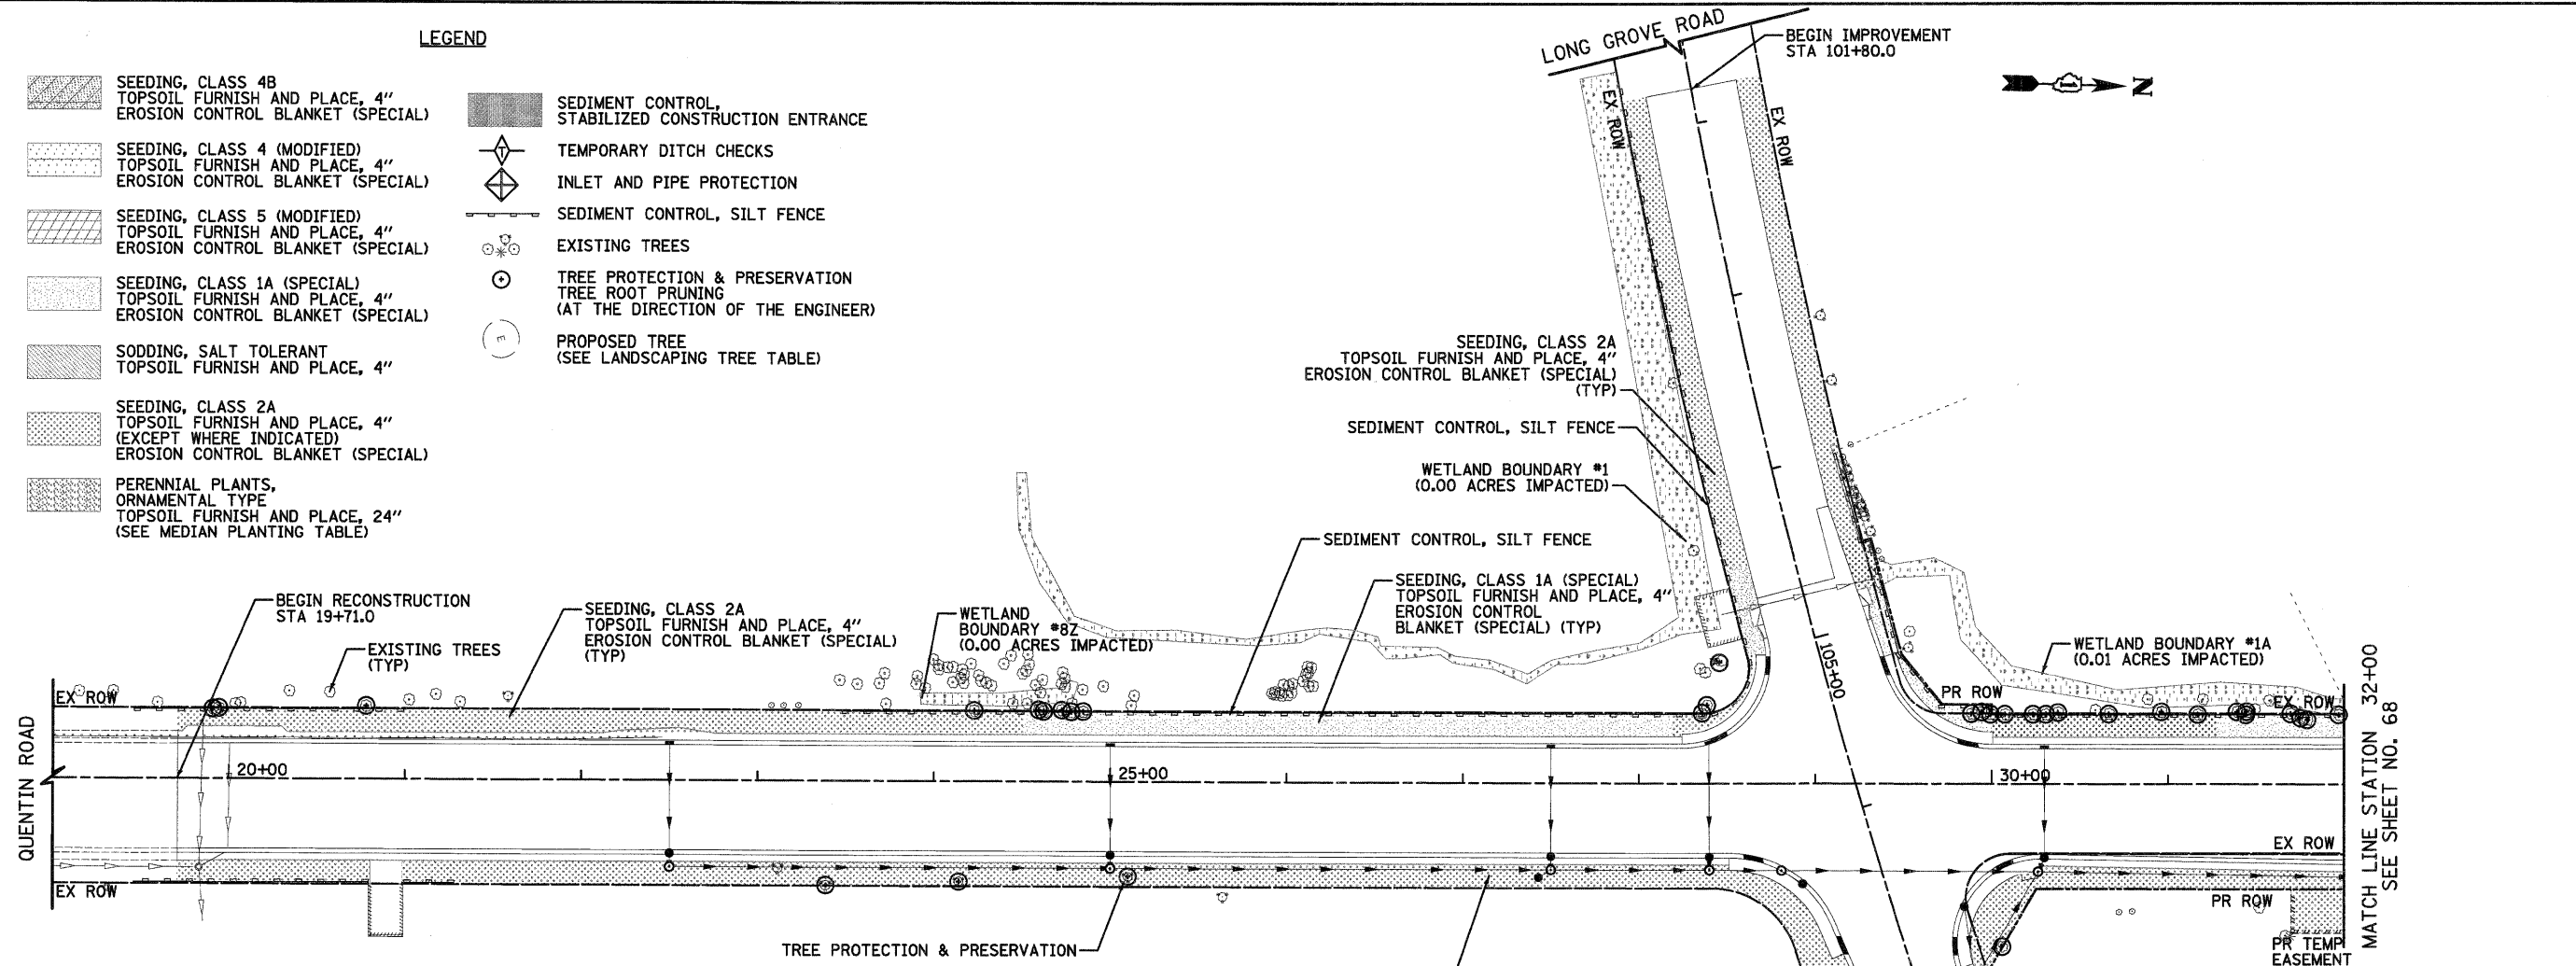 LEGEND
SEEDING, CLASS 4B
TOPSOIL FURNISH AND PLACE, 4"
EROSION CONTROL BLANKET (SPECIAL)
SEEDING, CLASS 4 (MODIFIED)
TOPSOIL FURNISH AND PLACE, 4"
EROSION CONTROL BLANKET (SPECIAL)
SEEDING, CLASS 5 (MODIFIED)
TOPSOIL FURNISH AND PLACE, 4"
EROSION CONTROL BLANKET (SPECIAL)
SEEDING, CLASS 1A (SPECIAL)
TOPSOIL FURNISH AND PLACE, 4"
EROSION CONTROL BLANKET (SPECIAL)
SODDING, SALT TOLERANT
TOPSOIL FURNISH AND PLACE, 4"
SEEDING, CLASS 2A
TOPSOIL FURNISH AND PLACE, 4"
(EXCEPT WHERE INDICATED)
EROSION CONTROL BLANKET (SPECIAL)
PERENNIAL PLANTS,
ORNAMENTAL TYPE
TOPSOIL FURNISH AND PLACE, 24"
(SEE MEDIAN PLANTING TABLE)
SEDIMENT CONTROL,
STABILIZED CONSTRUCTION ENTRANCE
T
TEMPORARY DITCH CHECKS
INLET AND PIPE PROTECTION
SEDIMENT CONTROL, SILT FENCE
EXISTING TREES
TREE PROTECTION & PRESERVATION
TREE ROOT PRUNING
(AT THE DIRECTION OF THE ENGINEER)
E
PROPOSED TREE
(SEE LANDSCAPING TREE TABLE)
LONG GROVE ROAD
BEGIN IMPROVEMENT
STA 101+80.0
N
EX ROW
EX ROW
SEEDING, CLASS 2A
TOPSOIL FURNISH AND PLACE, 4"
EROSION CONTROL BLANKET (SPECIAL)
(TYP)
SEDIMENT CONTROL, SILT FENCE
WETLAND BOUNDARY #1
(0.00 ACRES IMPACTED)
SEDIMENT CONTROL, SILT FENCE
SEEDING, CLASS 1A (SPECIAL)
TOPSOIL FURNISH AND PLACE, 4"
EROSION CONTROL
BLANKET (SPECIAL) (TYP)
BEGIN RECONSTRUCTION
STA 19+71.0
EXISTING TREES
(TYP)
SEEDING, CLASS 2A
TOPSOIL FURNISH AND PLACE, 4"
EROSION CONTROL BLANKET (SPECIAL)
(TYP)
WETLAND
BOUNDARY #8Z
(0.00 ACRES IMPACTED)
105+00
WETLAND BOUNDARY #1A
(0.01 ACRES IMPACTED)
EX ROW
PR ROW
EX ROW
QUENTIN ROAD
20+00
25+00
30+00
EX ROW
EX ROW
PR ROW
TREE PROTECTION & PRESERVATION
PR TEMP
EASEMENT
MATCH LINE STATION 32+00
SEE SHEET NO. 68